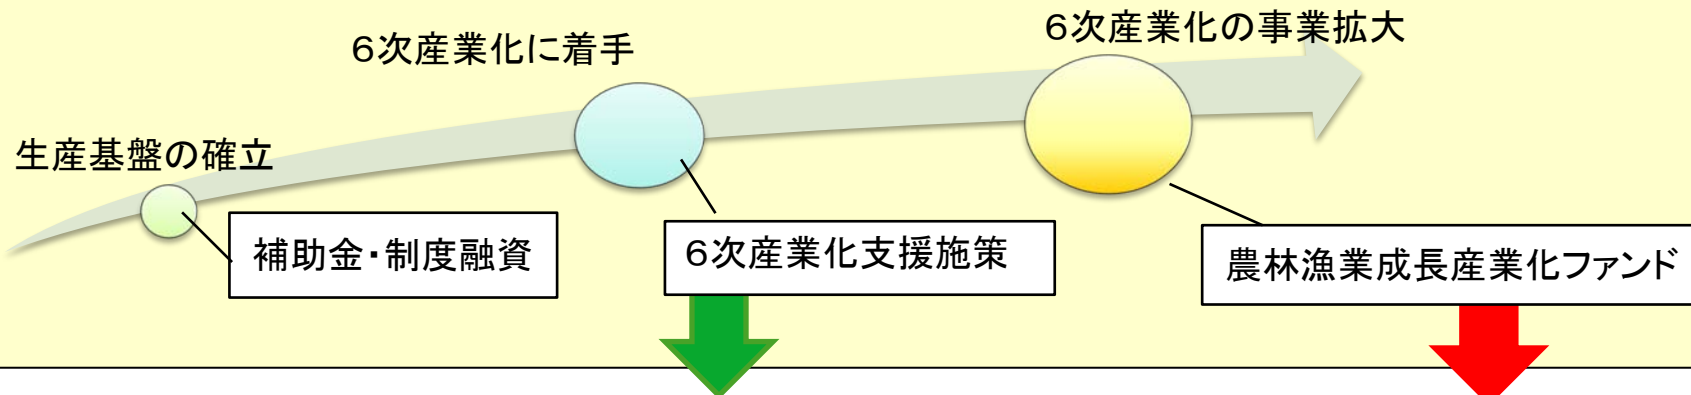 生産基盤の確立
６次産業化に着手
６次産業化の事業拡大
補助金・制度融資
６次産業化支援施策
農林漁業成長産業化ファンド